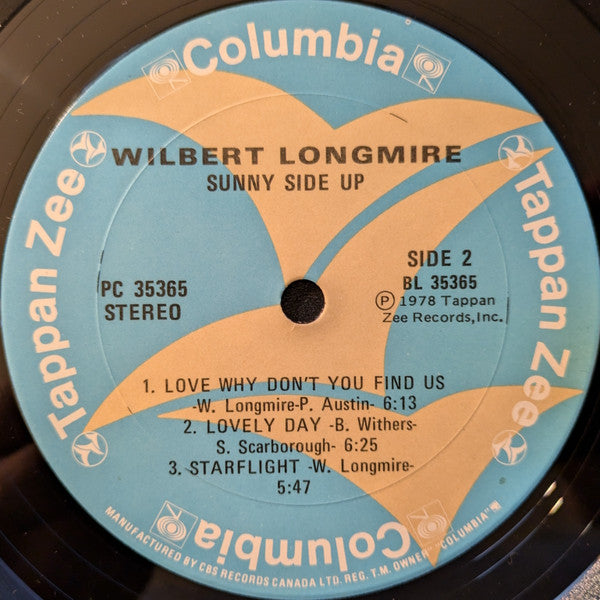 Columbia
Tappan Zee
Tappan Zee
WILBERT LONGMIRE
SUNNY SIDE UP
PC 35365
STEREO
SIDE 2
BL 35365
Ⓟ 1978 Tappan
Zee Records, Inc.
1. LOVE WHY DON'T YOU FIND US
-W. Longmire-P. Austin- 6:13
2. LOVELY DAY -B. Withers-
S. Scarborough- 6:25
3. STARFLIGHT -W. Longmire-
5:47
Columbia
MANUFACTURED BY CBS RECORDS CANADA LTD. REG. T.M. OWNER "COLUMBIA"